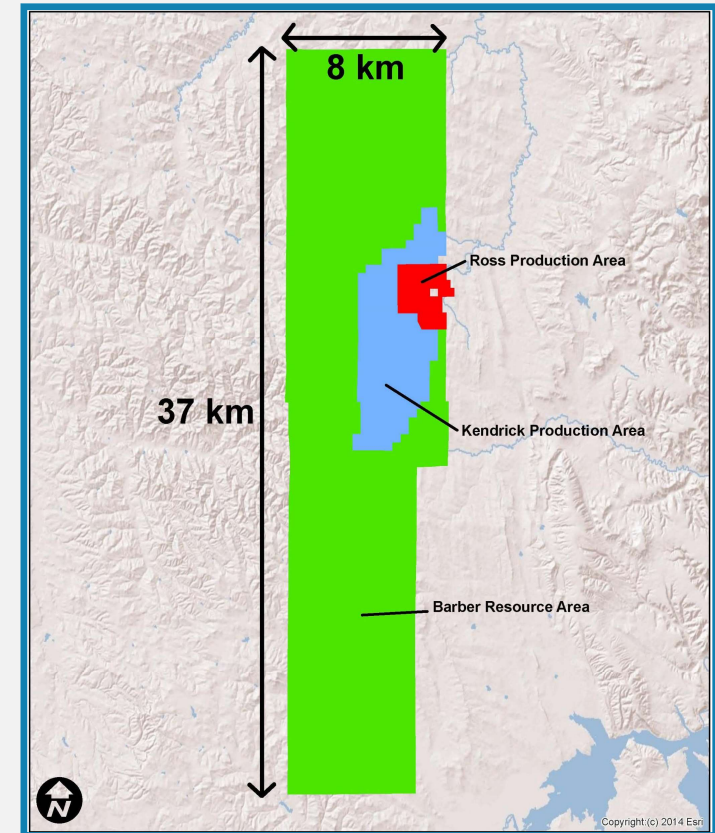 8 km
Ross Production Area
37 km
Kendrick Production Area
Barber Resource Area
N
Copyright:(c) 2014 Esri